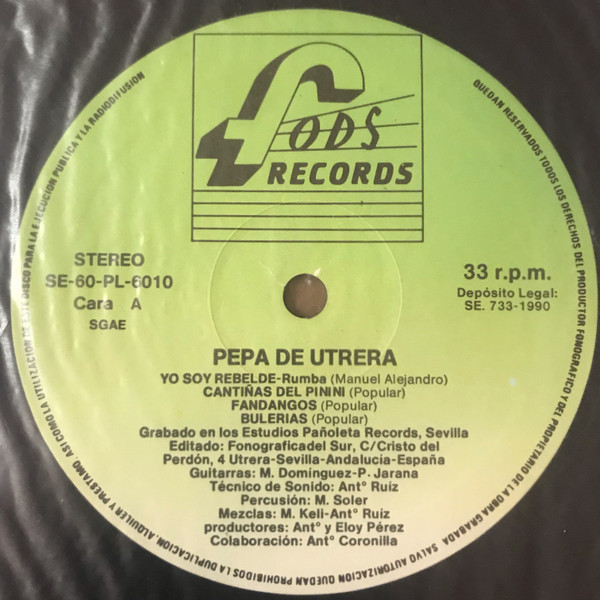 fods
RECORDS
STEREO
SE-60-PL-6010
Cara A
SGAE
33 r.p.m.
Depósito Legal:
SE. 733-1990
PEPA DE UTRERA
YO SOY REBELDE-Rumba (Manuel Alejandro)
CANTIÑAS DEL PININI (Popular)
FANDANGOS (Popular)
BULERIAS (Popular)
Grabado en los Estudios Pañoleta Records, Sevilla
Editado: Fonograficadel Sur, C/Cristo del
Perdón, 4 Utrera-Sevilla-Andalucía-España
Guitarras: M. Domínguez-P. Jarana
Técnico de Sonido: Antº Ruíz
Percusión: M. Soler
Mezclas: M. Keli-Antº Ruíz
productores: Antº y Eloy Pérez
Colaboración: Antº Coronilla
QUEDAN RESERVADOS TODOS LOS DERECHOS DEL PRODUCTOR FONOGRAFICO Y DEL PROPIETARIO DE LA OBRA GRABADA. SALVO AUTORIZACION QUEDAN PROHIBIDOS LA DUPLICACION, ALQUILER Y PRESTAMO, ASI COMO LA UTILIZACION DE ESTE DISCO PARA LA EJECUCION PUBLICA Y LA RADIODIFUSION